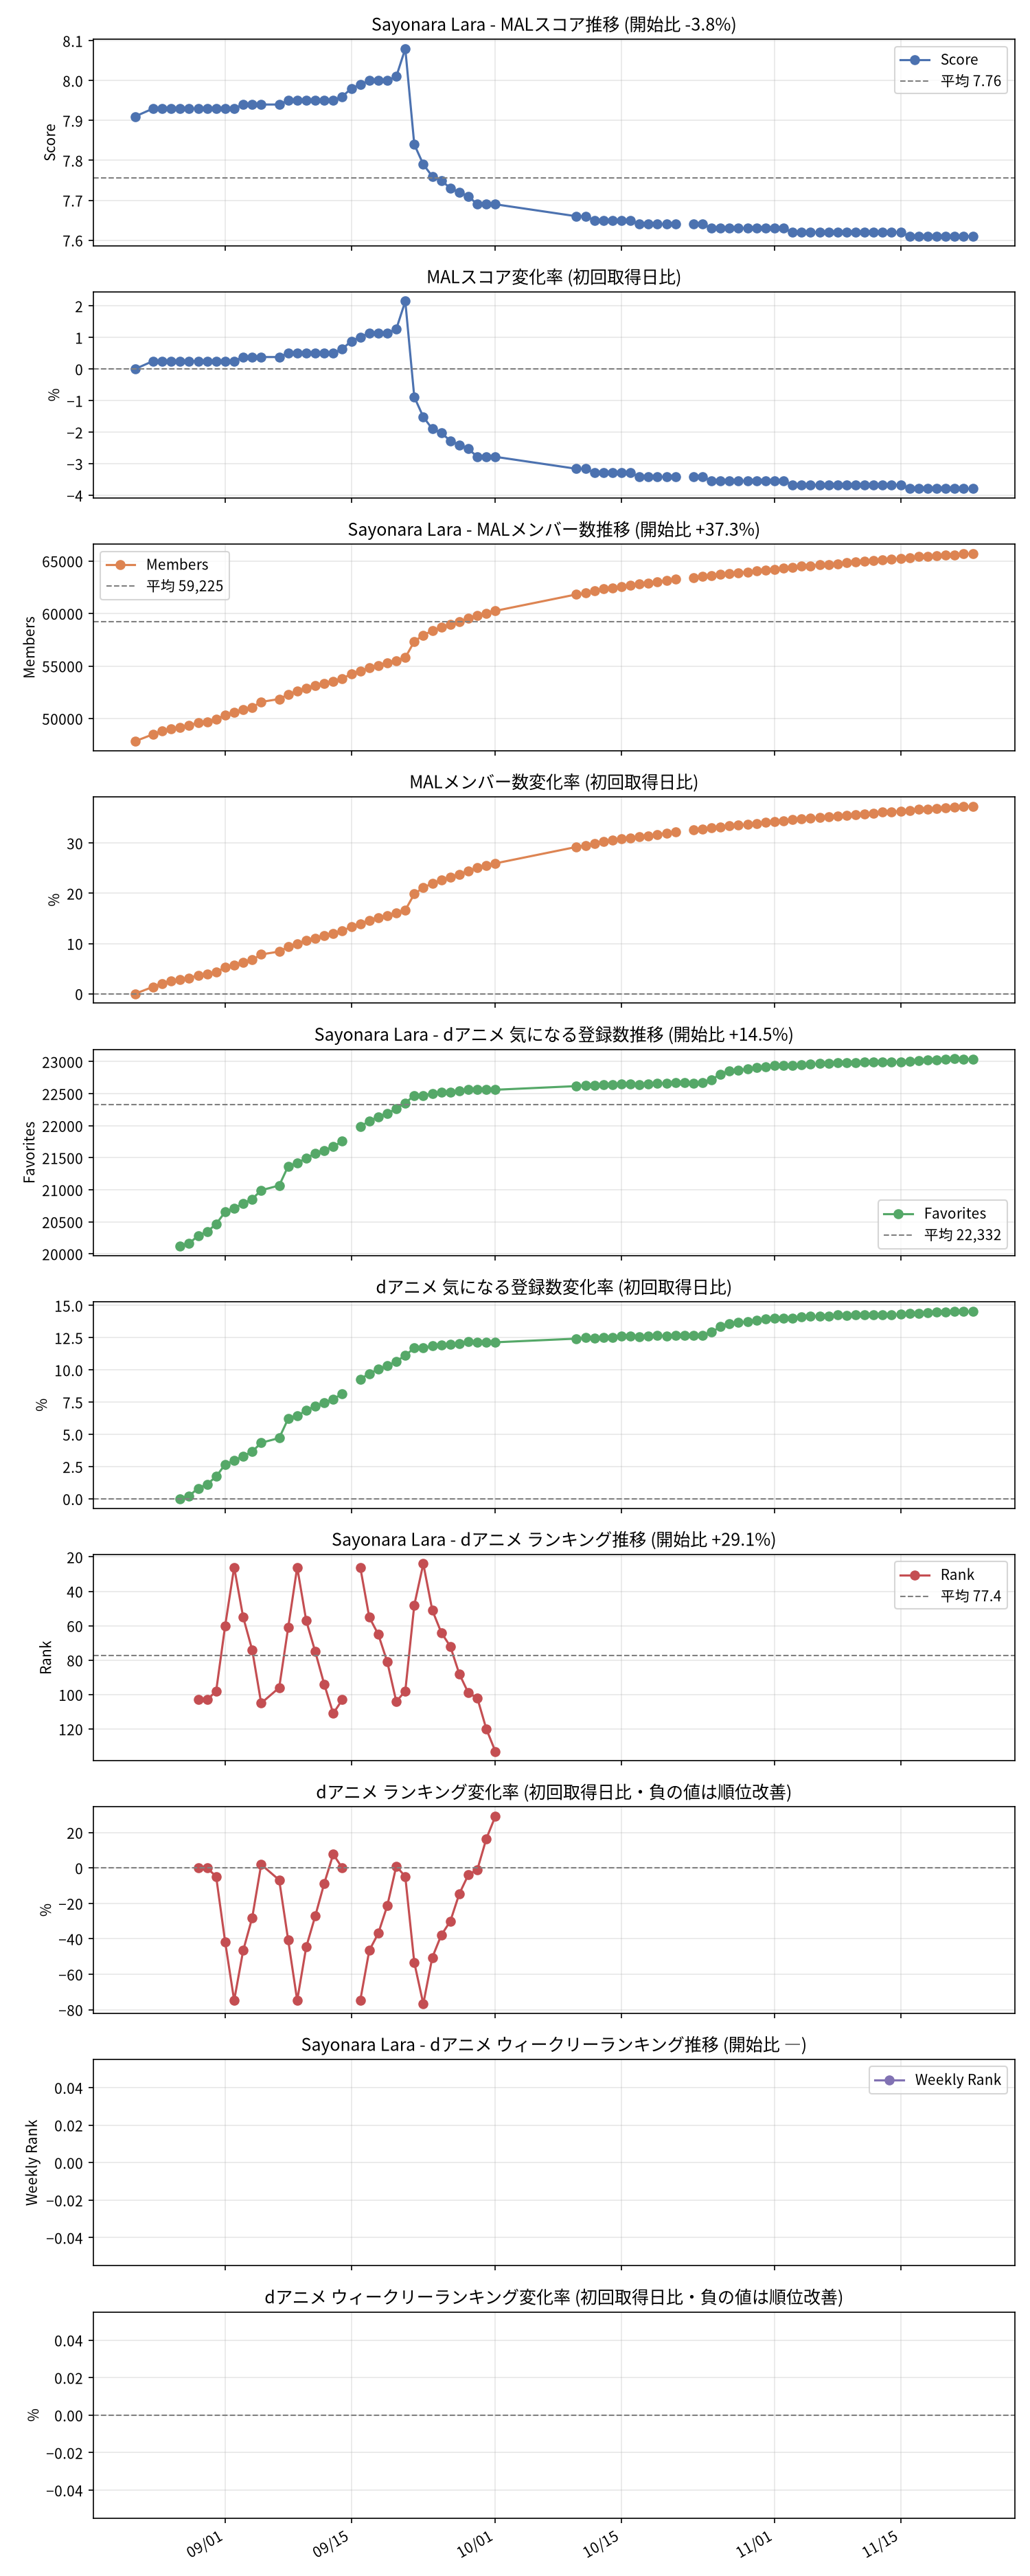 Sayonara Lara - MALスコア推移 (開始比 -3.8%)
8.1
8.0
7.9
7.8
7.7
7.6
Score
Score
平均 7.76
MALスコア変化率 (初回取得日比)
2
1
0
−1
−2
−3
−4
%
Sayonara Lara - MALメンバー数推移 (開始比 +37.3%)
65000
60000
55000
50000
Members
Members
平均 59,225
MALメンバー数変化率 (初回取得日比)
30
20
10
0
%
Sayonara Lara - dアニメ 気になる登録数推移 (開始比 +14.5%)
23000
22500
22000
21500
21000
20500
20000
Favorites
Favorites
平均 22,332
dアニメ 気になる登録数変化率 (初回取得日比)
15.0
12.5
10.0
7.5
5.0
2.5
0.0
%
Sayonara Lara - dアニメ ランキング推移 (開始比 +29.1%)
20
40
60
80
100
120
Rank
Rank
平均 77.4
dアニメ ランキング変化率 (初回取得日比・負の値は順位改善)
20
0
−20
−40
−60
−80
%
Sayonara Lara - dアニメ ウィークリーランキング推移 (開始比 —)
0.04
0.02
0.00
−0.02
−0.04
Weekly Rank
Weekly Rank
dアニメ ウィークリーランキング変化率 (初回取得日比・負の値は順位改善)
0.04
0.02
0.00
−0.02
−0.04
%
09/01
09/15
10/01
10/15
11/01
11/15